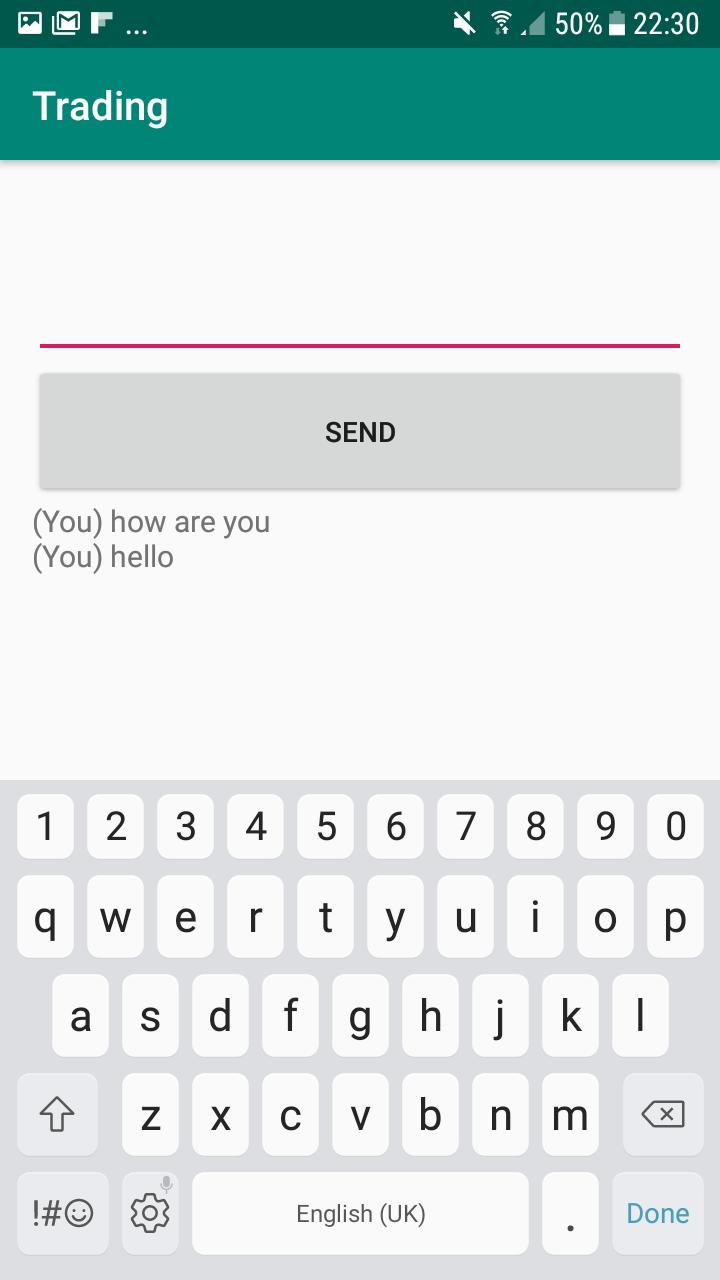 ... 50% 22:30
Trading
SEND
(You) how are you
(You) hello
1 2 3 4 5 6 7 8 9 0
q w e r t y u i o p
a s d f g h j k l
z x c v b n m
!#☺ English (UK) . Done